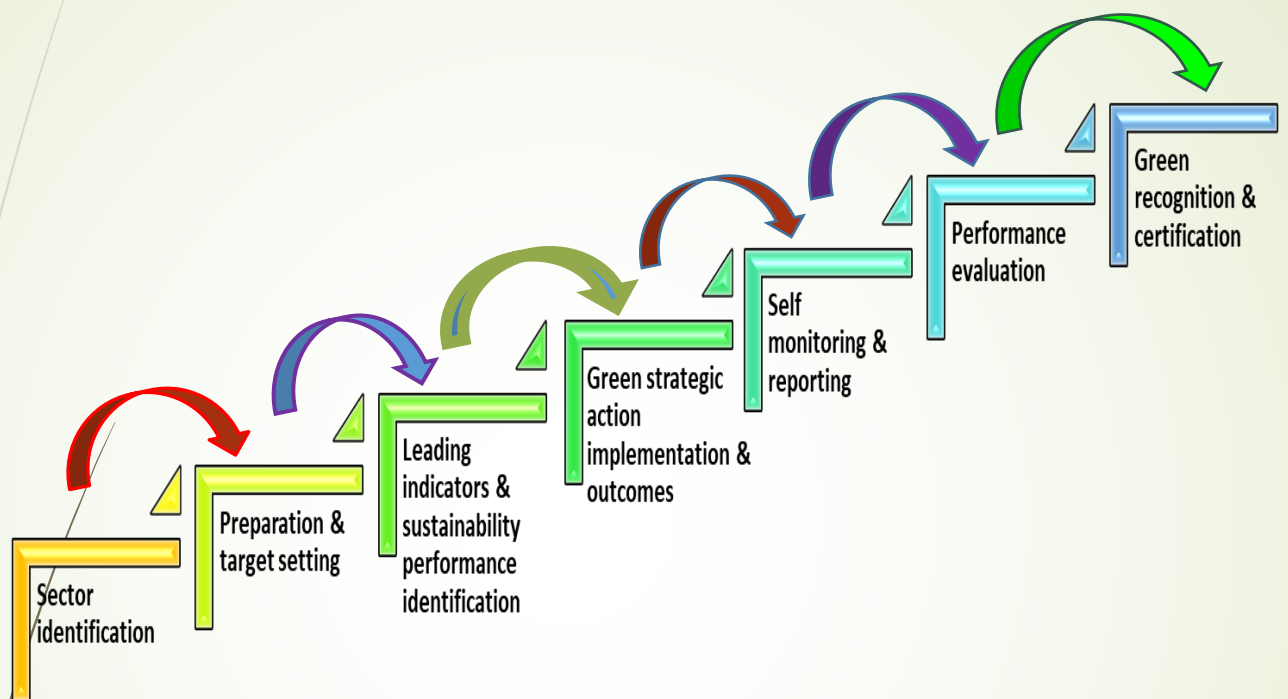 Sector
identification
Preparation &
target setting
Leading
indicators &
sustainability
performance
identification
Green strategic
action
implementation &
outcomes
Self
monitoring &
reporting
Performance
evaluation
Green
recognition &
certification